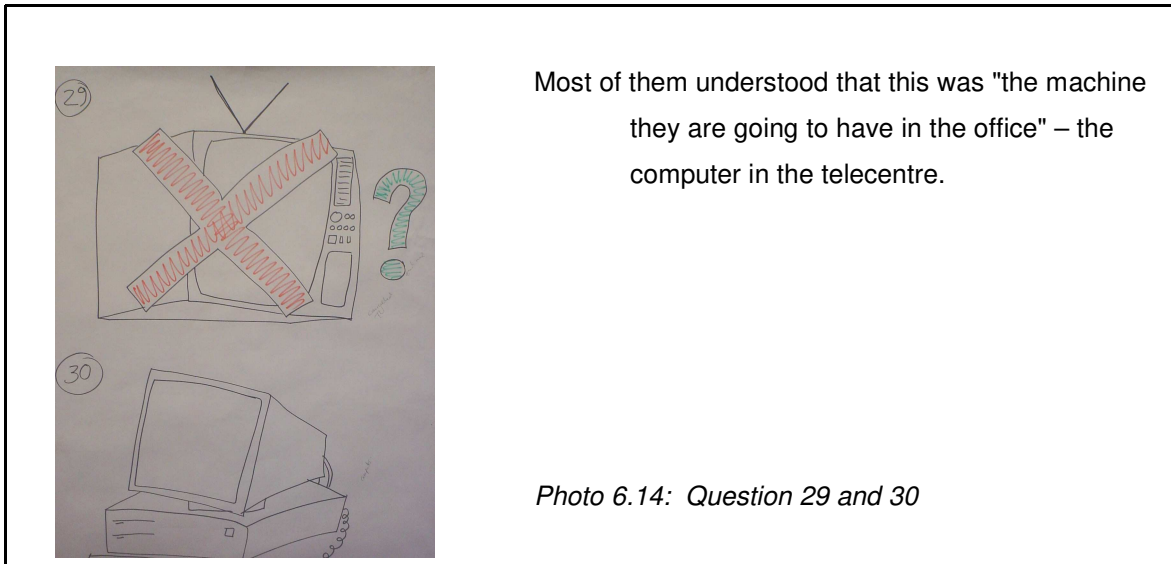 29
30
Most of them understood that this was "the machine
they are going to have in the office" – the
computer in the telecentre.
Photo 6.14: Question 29 and 30